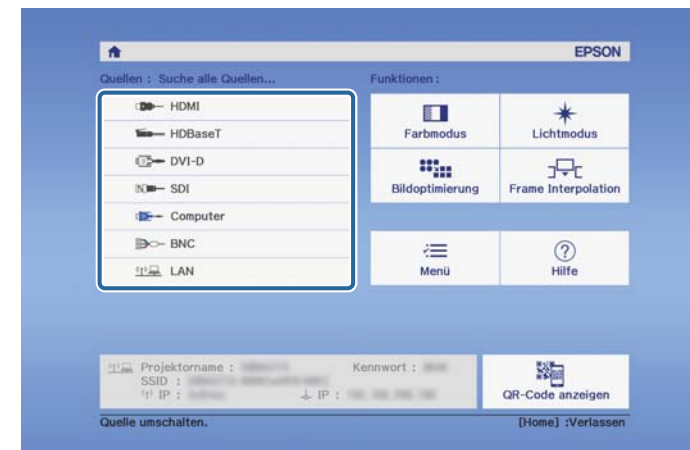 EPSON
Quellen : Suche alle Quellen...
HDMI
HDBaseT
DVI-D
SDI
Computer
BNC
LAN
Funktionen :
Farbmodus
Lichtmodus
Bildoptimierung
Frame Interpolation
Menü
Hilfe
Projektorname :
Kennwort :
SSID :
IP :
IP :
QR-Code anzeigen
Quelle umschalten.
[Home] :Verlassen